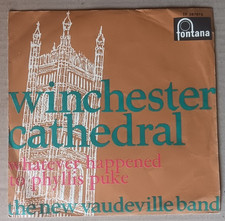 fontana
winchester
cathedral
whatever happened
to phyllis puke
the new vaudeville band